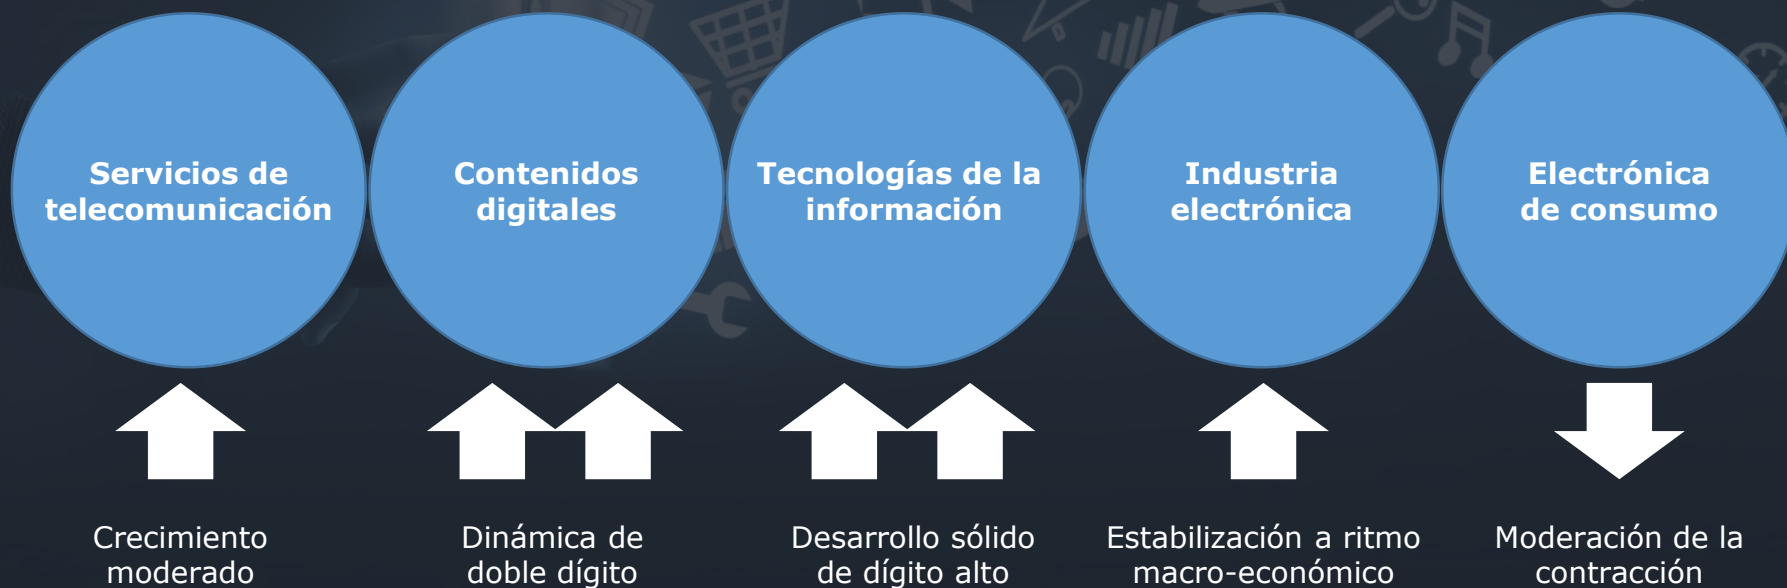 Servicios de
telecomunicación
Contenidos
digitales
Tecnologías de la
información
Industria
electrónica
Electrónica
de consumo
Crecimiento
moderado
Dinámica de
doble dígito
Desarrollo sólido
de dígito alto
Estabilización a ritmo
macro-económico
Moderación de la
contracción